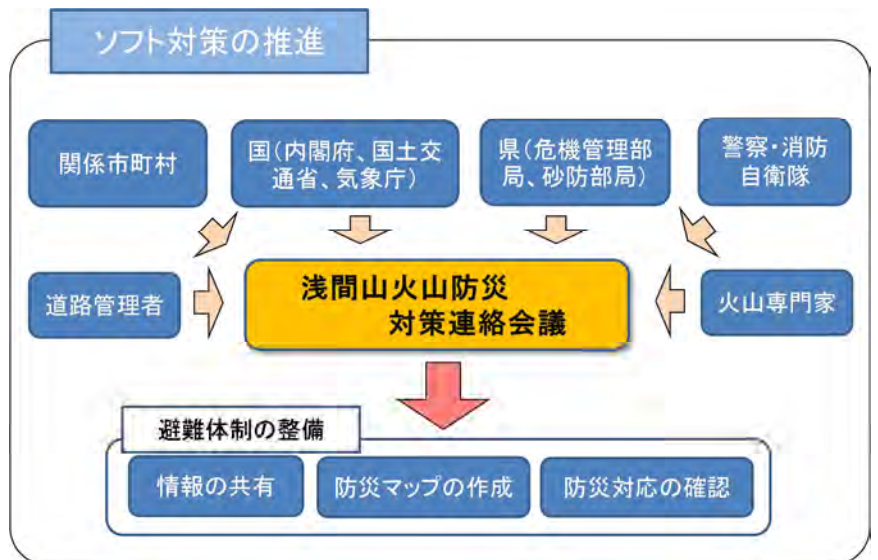 ソフト対策の推進
関係市町村
国(内閣府、国土交
通省、気象庁)
県(危機管理部
局、砂防部局)
警察・消防
自衛隊
道路管理者
浅間山火山防災
対策連絡会議
火山専門家
避難体制の整備
情報の共有
防災マップの作成
防災対応の確認